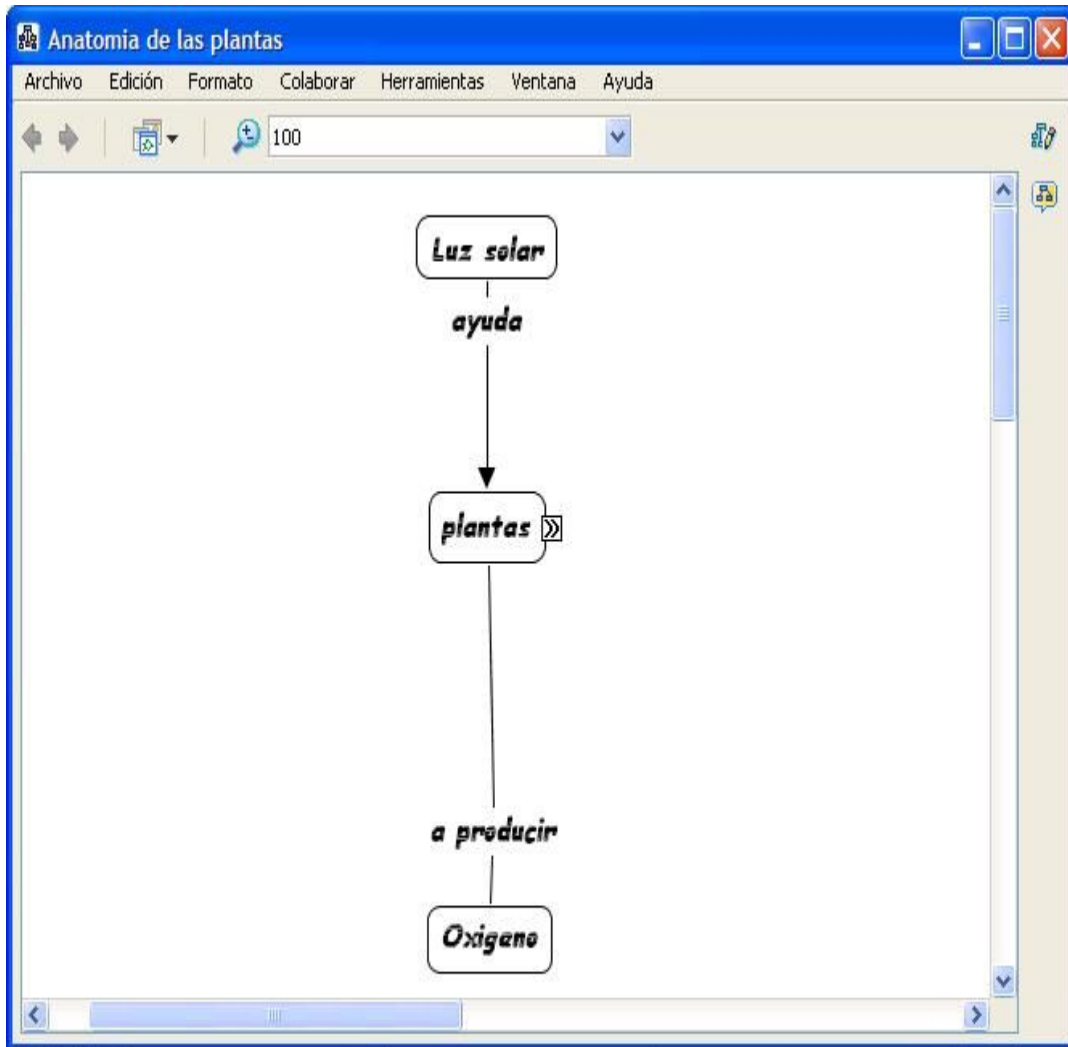 Anatomia de las plantas
Archivo Edición Formato Colaborar Herramientas Ventana Ayuda
100
Luz solar
ayuda
plantas
a producir
Oxigeno